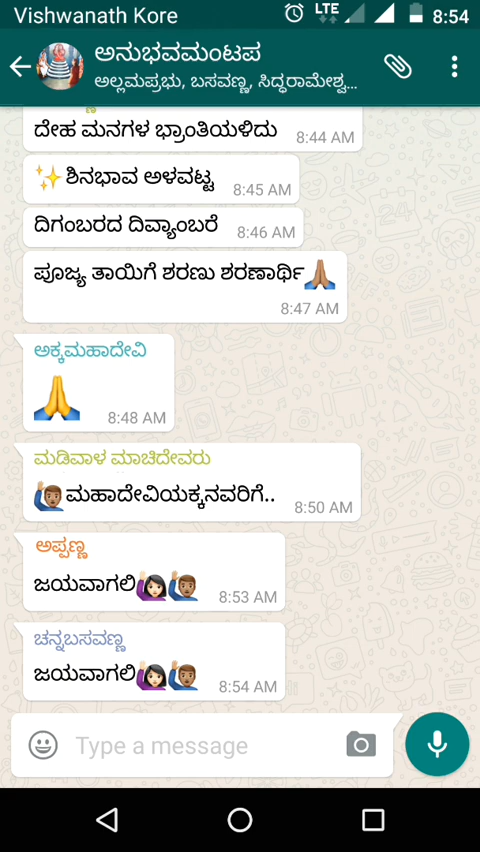 Vishwanath Kore
LTE
8:54
ಅನುಭವಮಂಟಪ
ಅಲ್ಲಮಪ್ರಭು, ಬಸವಣ್ಣ, ಸಿದ್ಧರಾಮೇಶ್ವ...
ದೇಹ ಮನಗಳ ಭ್ರಾಂತಿಯಳಿದು
8:44 AM
✨ಶಿನಭಾವ ಅಳವಟ್ಟ
8:45 AM
ದಿಗಂಬರದ ದಿವ್ಯಾಂಬರೆ
8:46 AM
ಪೂಜ್ಯ ತಾಯಿಗೆ ಶರಣು ಶರಣಾರ್ಥಿ🙏🏽
8:47 AM
ಅಕ್ಕಮಹಾದೇವಿ
🙏
8:48 AM
ಮಡಿವಾಳ ಮಾಚಿದೇವರು
🙋🏽‍♂️ಮಹಾದೇವಿಯಕ್ಕನವರಿಗೆ..
8:50 AM
ಅಪ್ಪಣ್ಣ
ಜಯವಾಗಲಿ🙋🏻‍♀️🙋🏽‍♂️
8:53 AM
ಚನ್ನಬಸವಣ್ಣ
ಜಯವಾಗಲಿ🙋🏻‍♀️🙋🏽‍♂️
8:54 AM
Type a message